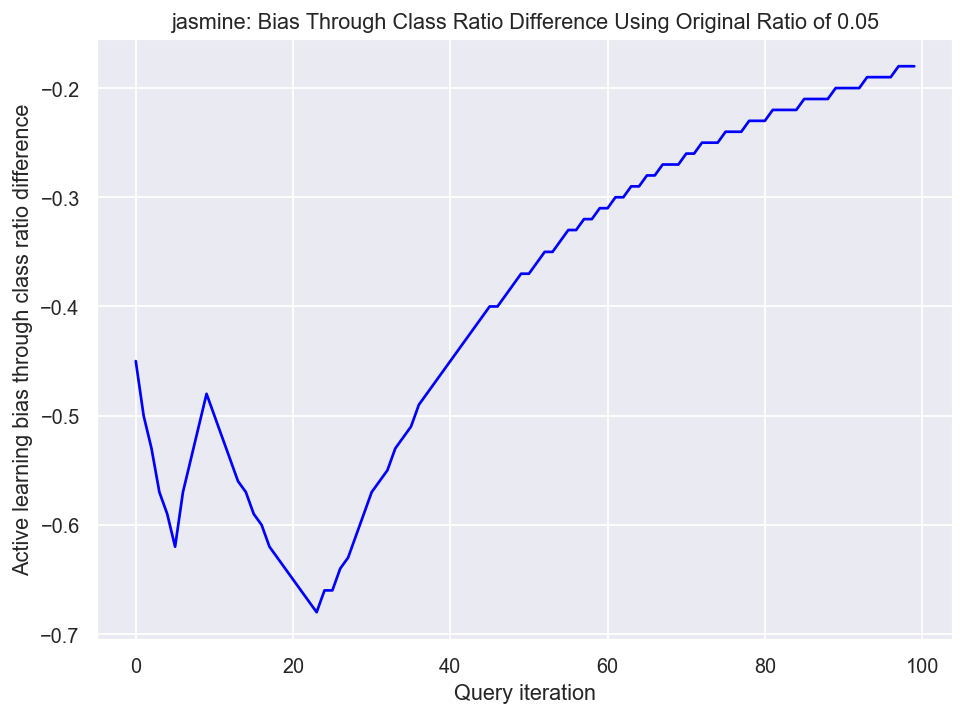 jasmine: Bias Through Class Ratio Difference Using Original Ratio of 0.05
Active learning bias through class ratio difference
−0.2
−0.3
−0.4
−0.5
−0.6
−0.7
0 20 40 60 80 100
Query iteration